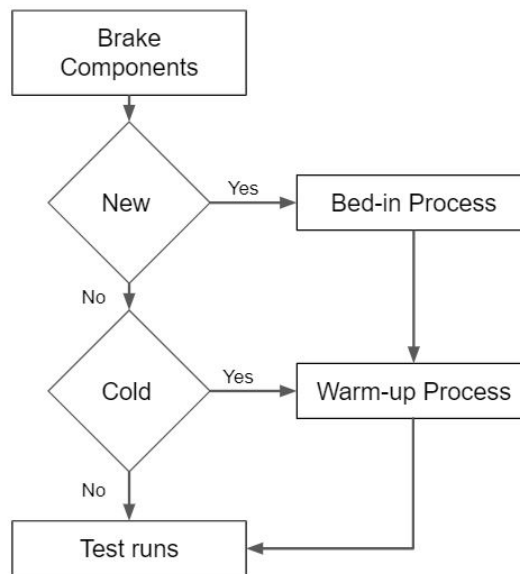 Brake
Components
New
Yes
Bed-in Process
No
Cold
Yes
Warm-up Process
No
Test runs